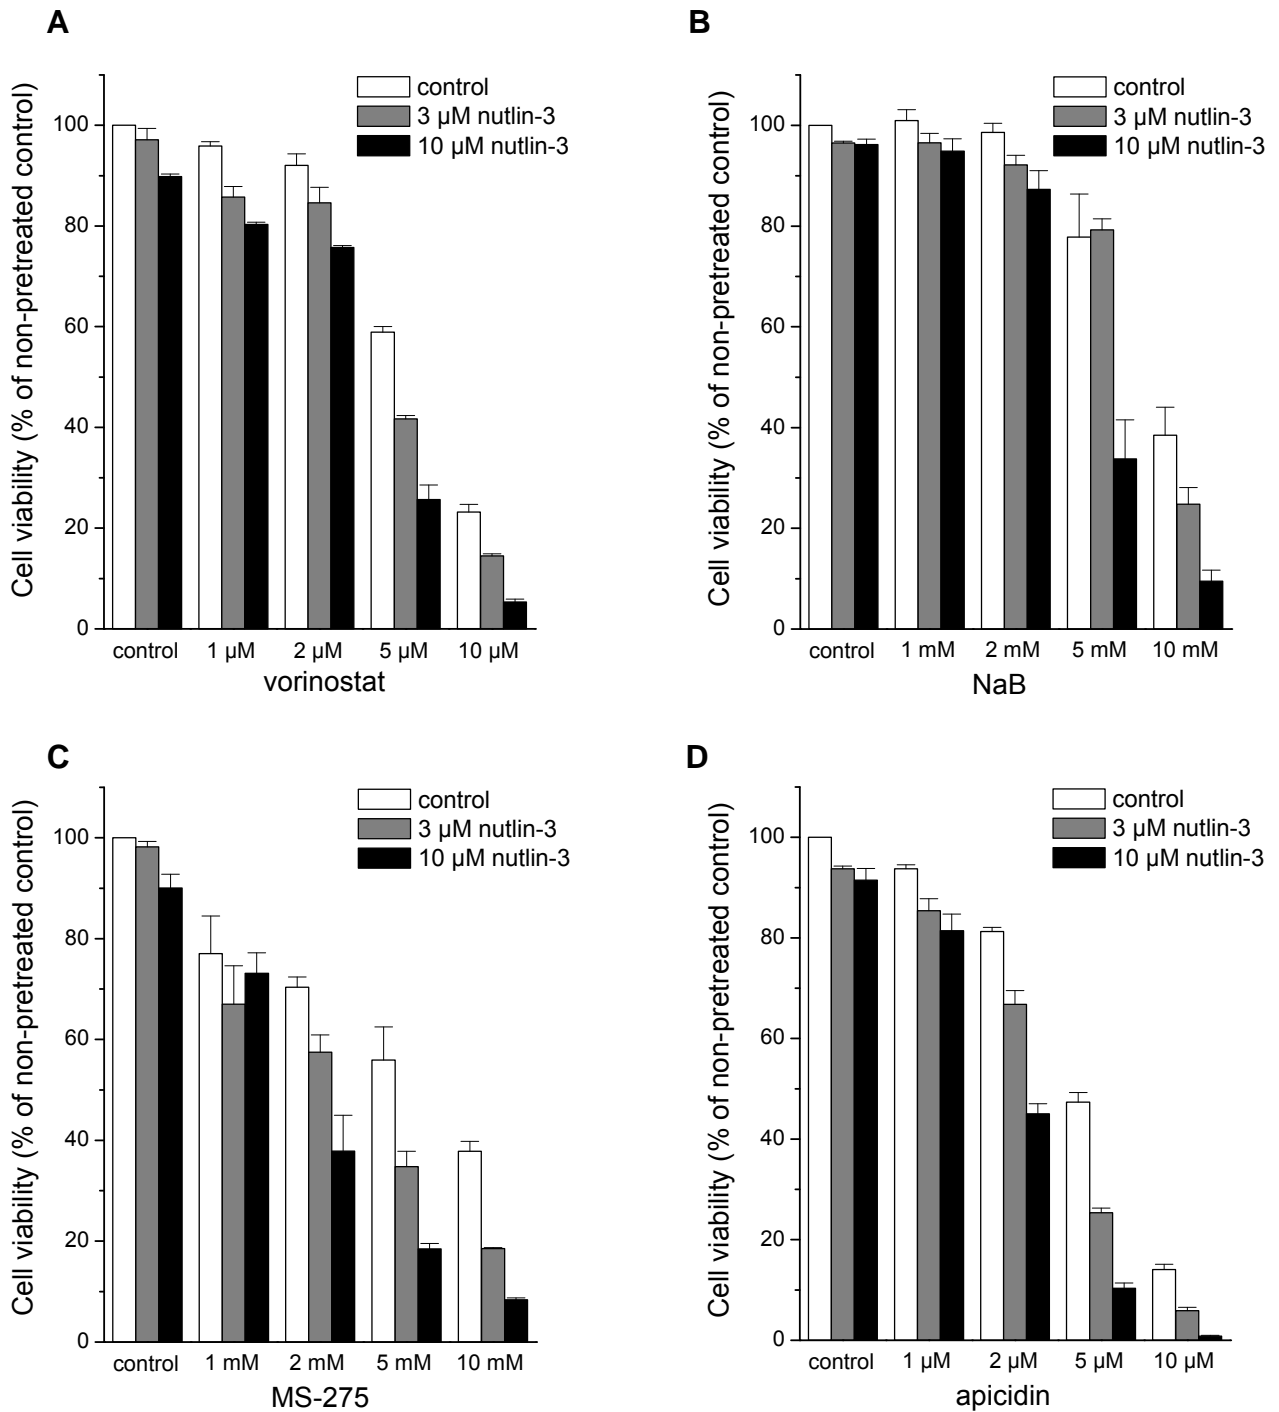 A
Cell viability (% of non-pretreated control)
control
3 µM nutlin-3
10 µM nutlin-3
100
80
60
40
20
0
control 1 µM 2 µM 5 µM 10 µM
vorinostat
B
Cell viability (% of non-pretreated control)
control
3 µM nutlin-3
10 µM nutlin-3
100
80
60
40
20
0
control 1 mM 2 mM 5 mM 10 mM
NaB
C
Cell viability (% of non-pretreated control)
control
3 µM nutlin-3
10 µM nutlin-3
100
80
60
40
20
0
control 1 mM 2 mM 5 mM 10 mM
MS-275
D
Cell viability (% of non-pretreated control)
control
3 µM nutlin-3
10 µM nutlin-3
100
80
60
40
20
0
control 1 µM 2 µM 5 µM 10 µM
apicidin